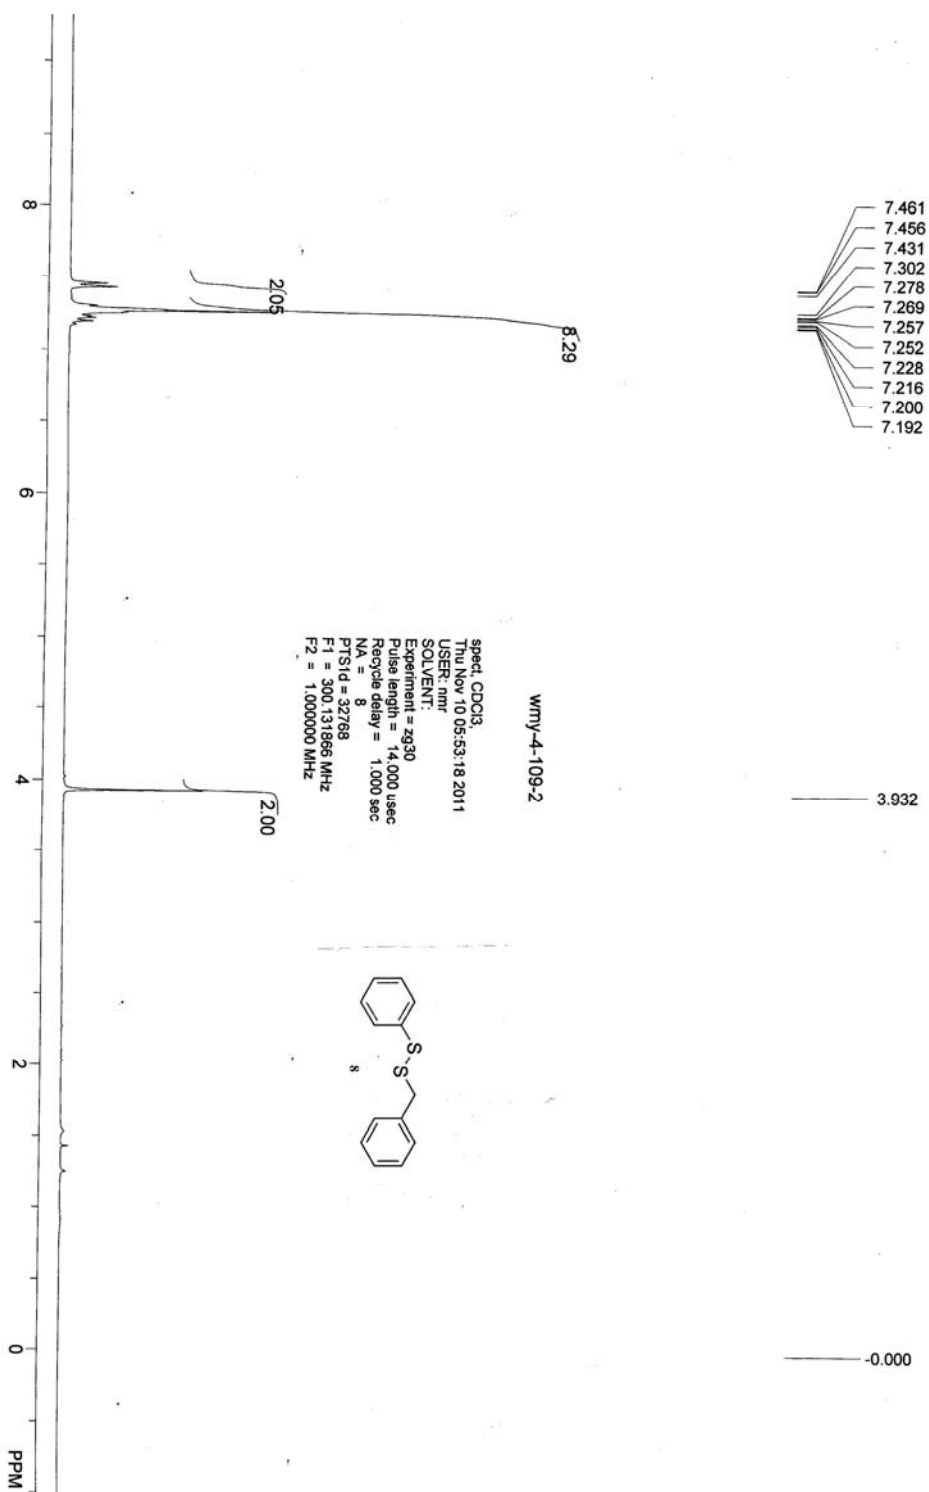 7.461
7.456
7.431
7.302
7.278
7.269
7.257
7.252
7.228
7.216
7.200
7.192
3.932
-0.000
wmy-4-109-2
spect, CDCl3,
Thu Nov 10 05:53:18 2011
USER: nmr
SOLVENT:
Experiment = zg30
Pulse length = 14.000 usec
Recycle delay = 1.000 sec
NA = 8
PTS1d = 32768
F1 = 300.131866 MHz
F2 = 1.000000 MHz
S
S
8
2.05
8.29
2.00
8
6
4
2
0
PPM